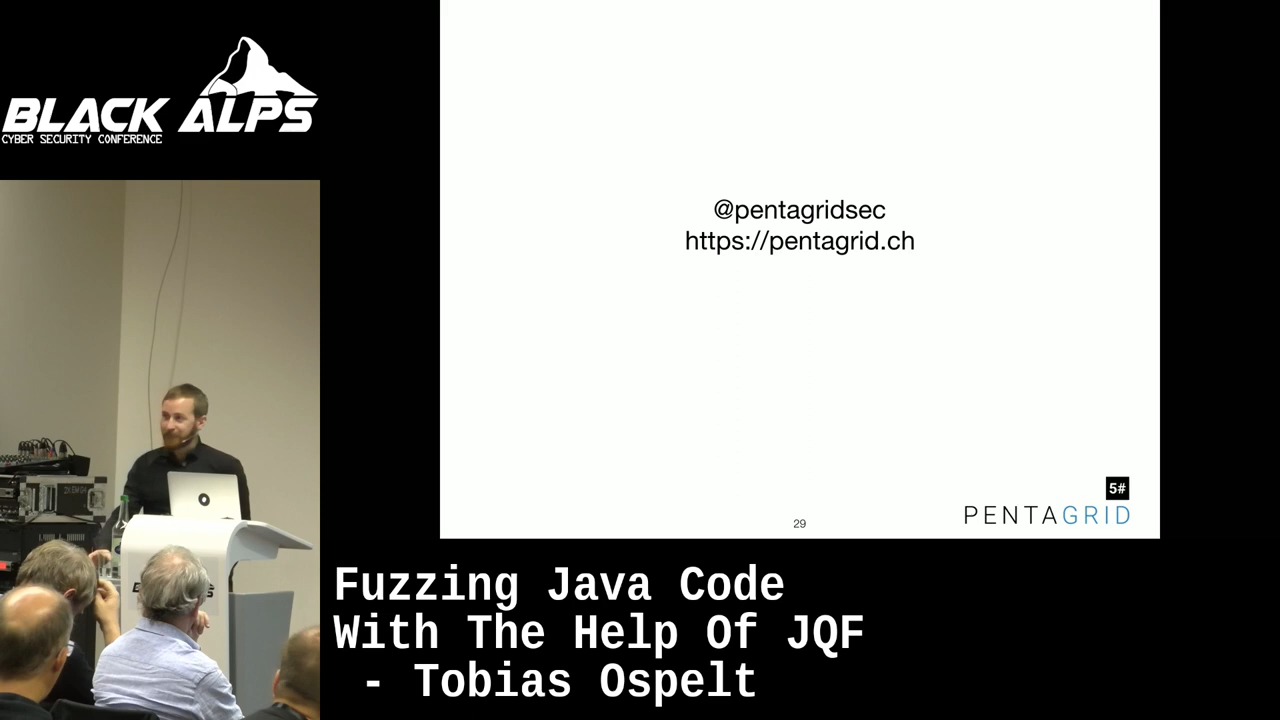 BLACK ALPS
CYBER SECURITY CONFERENCE
@pentagridsec
https://pentagrid.ch
5#
29
PENTAGRID
Fuzzing Java Code
With The Help Of JQF
- Tobias Ospelt